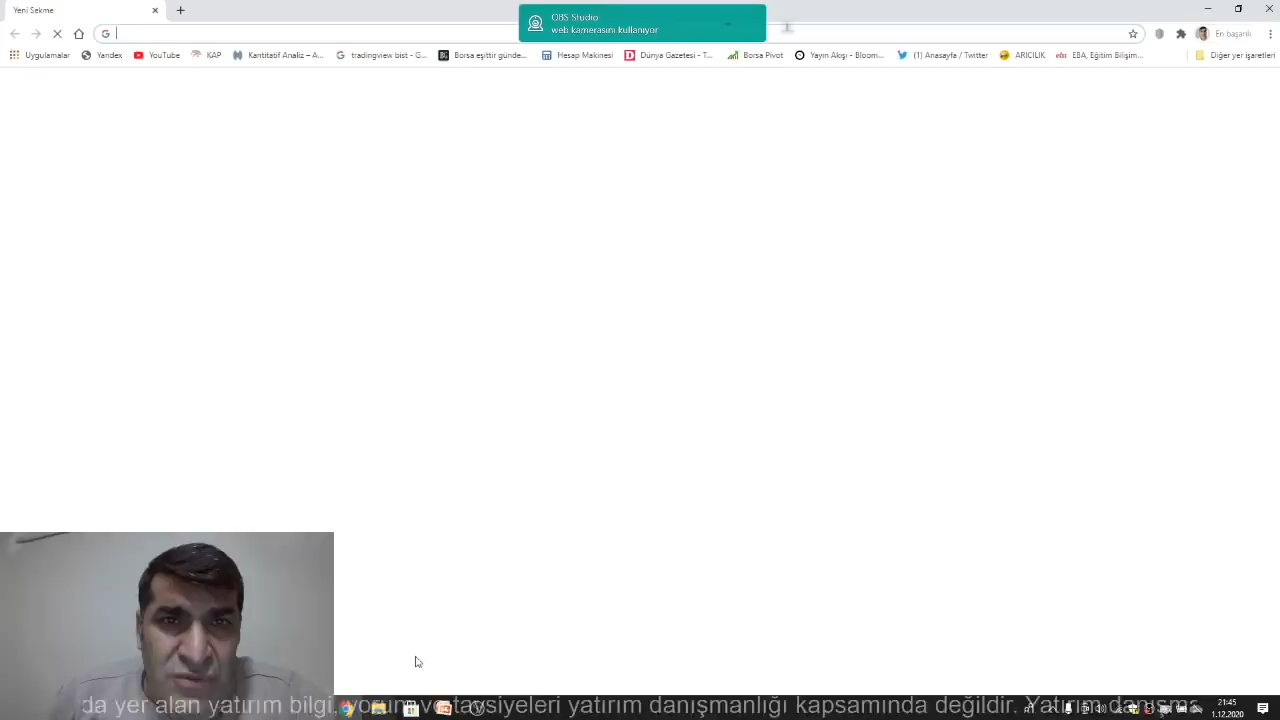 Yeni Sekme
OBS Studio
web kamerasını kullanıyor
En başarılı
Uygulamalar Yandex YouTube KAP Kantitatif Analiz – A... tradingview bist - G... Borsa eşittir günde... Hesap Makinesi Dünya Gazetesi - T... Borsa Pivot Yayın Akışı - Bloom... (1) Anasayfa / Twitter ARICILIK EBA, Eğitim Bilişim... Diğer yer işaretleri
da yer alan yatırım bilgi, yorum ve tavsiyeleri yatırım danışmanlığı kapsamında değildir. Yatırım danışma
21:45
1.12.2020